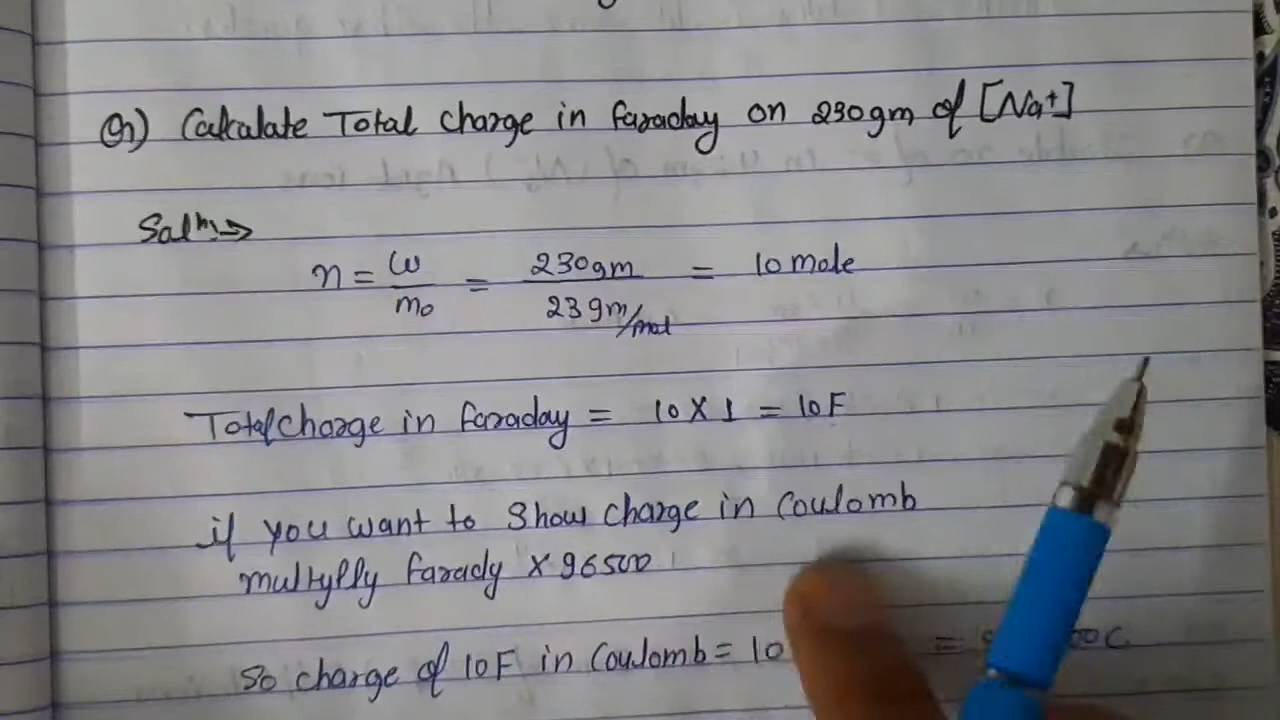 Qn) Calculate Total charge in faraday on 230gm of [Na+]
Solⁿ:⇒
n = w/m₀ = 230gm/23gm/mol = 10 mole
Total charge in faraday = 10 X 1 = 10F
if you want to show charge in Coulomb
multyply farady x 96500
So charge of 10F in Coulomb = 10 =